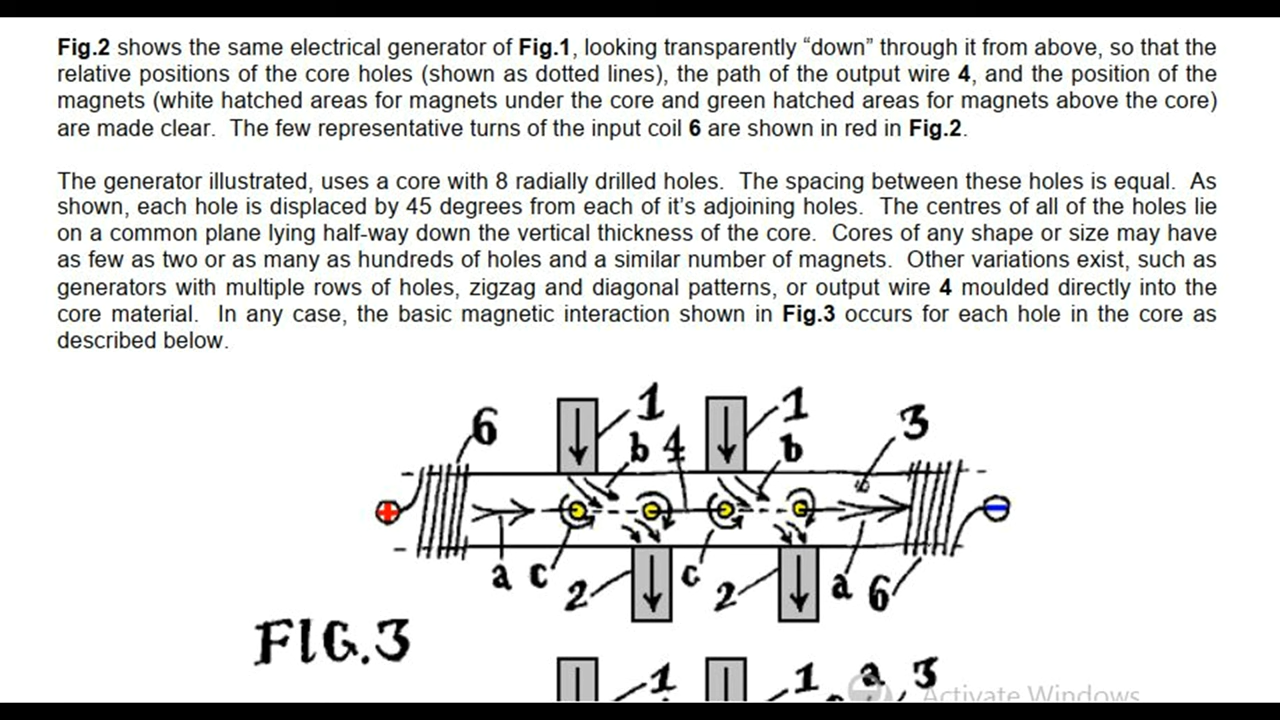 Fig.2 shows the same electrical generator of Fig.1, looking transparently “down” through it from above, so that the
relative positions of the core holes (shown as dotted lines), the path of the output wire 4, and the position of the
magnets (white hatched areas for magnets under the core and green hatched areas for magnets above the core)
are made clear. The few representative turns of the input coil 6 are shown in red in Fig.2.
The generator illustrated, uses a core with 8 radially drilled holes. The spacing between these holes is equal. As
shown, each hole is displaced by 45 degrees from each of it’s adjoining holes. The centres of all of the holes lie
on a common plane lying half-way down the vertical thickness of the core. Cores of any shape or size may have
as few as two or as many as hundreds of holes and a similar number of magnets. Other variations exist, such as
generators with multiple rows of holes, zigzag and diagonal patterns, or output wire 4 moulded directly into the
core material. In any case, the basic magnetic interaction shown in Fig.3 occurs for each hole in the core as
described below.
6 1 1 3
b 4 b
+ −
a c 2 c 2 a 6
FIG.3
1 1 a 3
Activate Windows